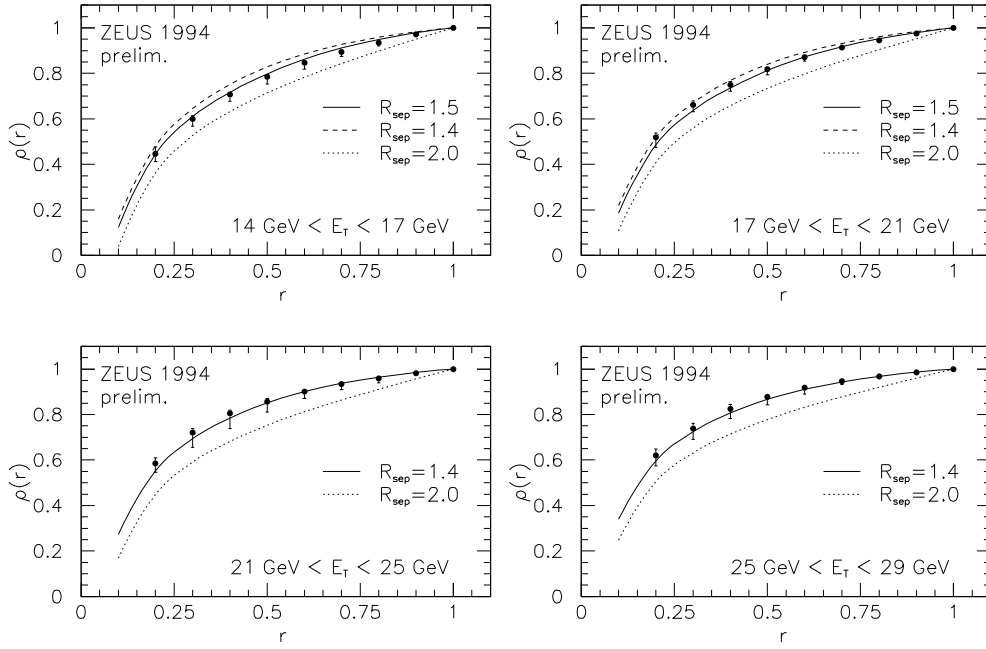 ZEUS 1994
prelim.
R_sep=1.5
R_sep=1.4
R_sep=2.0
14 GeV < E_T < 17 GeV
ρ(r)
1
0.8
0.6
0.4
0.2
0
0
0.25
0.5
0.75
1
r
ZEUS 1994
prelim.
R_sep=1.5
R_sep=1.4
R_sep=2.0
17 GeV < E_T < 21 GeV
ρ(r)
1
0.8
0.6
0.4
0.2
0
0
0.25
0.5
0.75
1
r
ZEUS 1994
prelim.
R_sep=1.4
R_sep=2.0
21 GeV < E_T < 25 GeV
ρ(r)
1
0.8
0.6
0.4
0.2
0
0
0.25
0.5
0.75
1
r
ZEUS 1994
prelim.
R_sep=1.4
R_sep=2.0
25 GeV < E_T < 29 GeV
ρ(r)
1
0.8
0.6
0.4
0.2
0
0
0.25
0.5
0.75
1
r